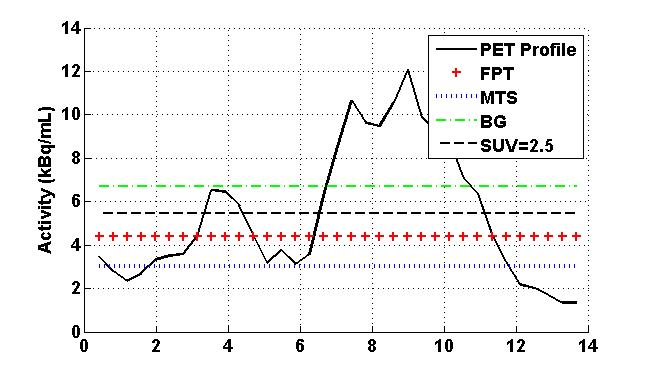 14
12
10
8
6
4
2
0
Activity (kBq/mL)
PET Profile
FPT
MTS
BG
SUV=2.5
0 2 4 6 8 10 12 14